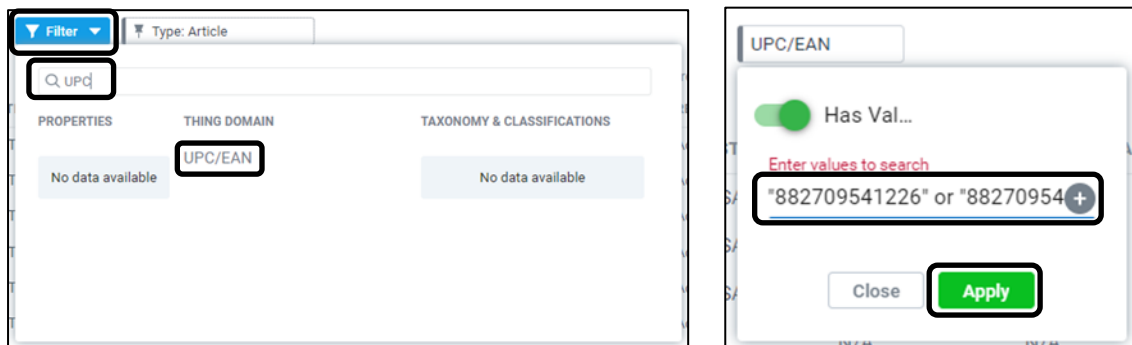 Filter
Type: Article
UPC
PROPERTIES
THING DOMAIN
TAXONOMY & CLASSIFICATIONS
No data available
UPC/EAN
No data available
UPC/EAN
Has Val...
Enter values to search
"882709541226" or "88270954
Close
Apply
N/A
N/A